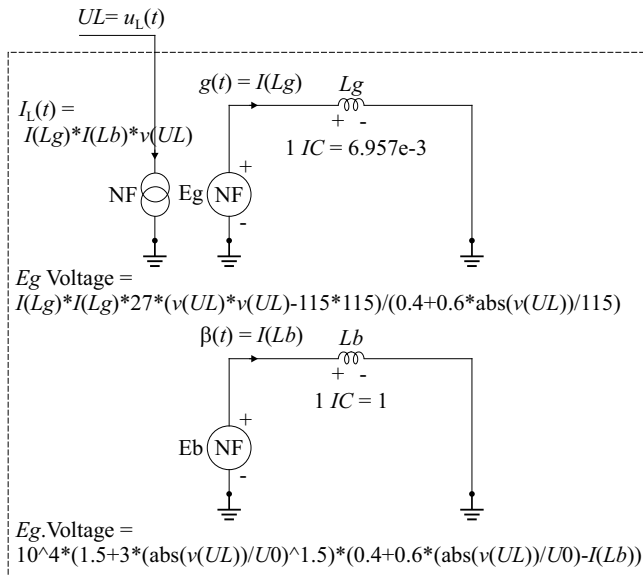 UL= uL(t)
g(t) = I(Lg)
Lg
IL(t) =
I(Lg)*I(Lb)*v(UL)
+ -
1 IC = 6.957e-3
+
NF
Eg
NF
-
Eg Voltage =
I(Lg)*I(Lg)*27*(v(UL)*v(UL)-115*115)/(0.4+0.6*abs(v(UL))/115)
β(t) = I(Lb)
Lb
+ -
1 IC = 1
+
Eb
NF
-
Eg.Voltage =
10^4*(1.5+3*(abs(v(UL))/U0)^1.5)*(0.4+0.6*(abs(v(UL))/U0)-I(Lb))